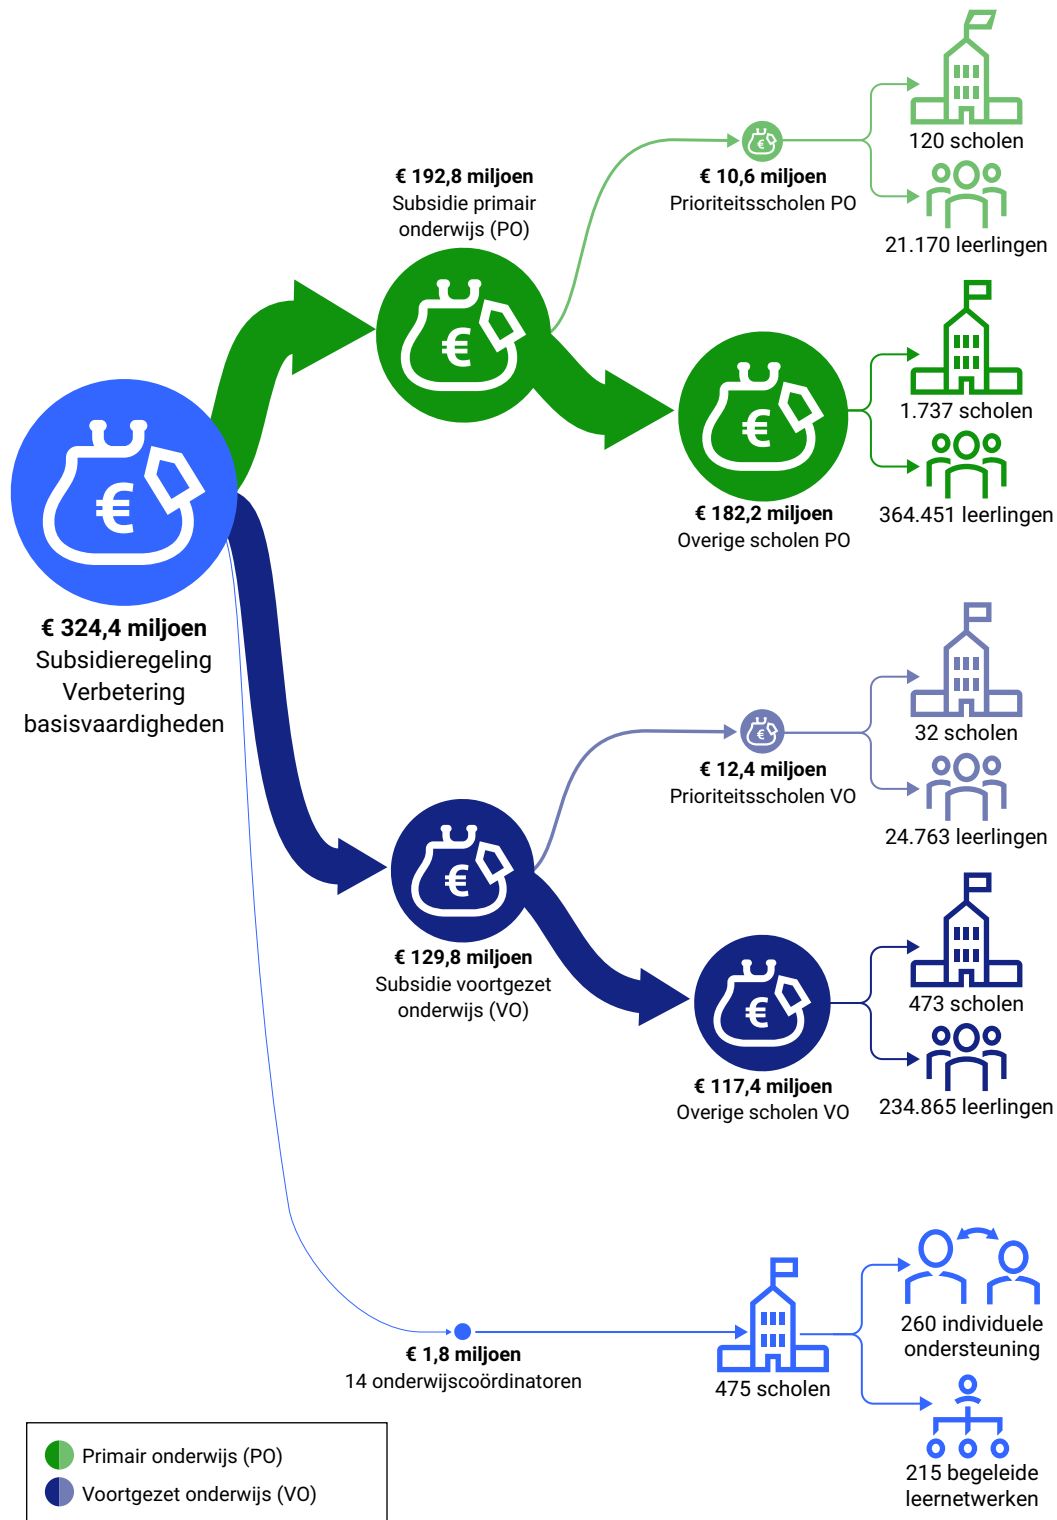 € 324,4 miljoen
Subsidieregeling
Verbetering
basisvaardigheden
€ 192,8 miljoen
Subsidie primair
onderwijs (PO)
€ 10,6 miljoen
Prioriteitsscholen PO
120 scholen
21.170 leerlingen
€ 182,2 miljoen
Overige scholen PO
1.737 scholen
364.451 leerlingen
€ 129,8 miljoen
Subsidie voortgezet
onderwijs (VO)
€ 12,4 miljoen
Prioriteitsscholen VO
32 scholen
24.763 leerlingen
€ 117,4 miljoen
Overige scholen VO
473 scholen
234.865 leerlingen
€ 1,8 miljoen
14 onderwijscoördinatoren
475 scholen
260 individuele
ondersteuning
215 begeleide
leernetwerken
Primair onderwijs (PO)
Voortgezet onderwijs (VO)